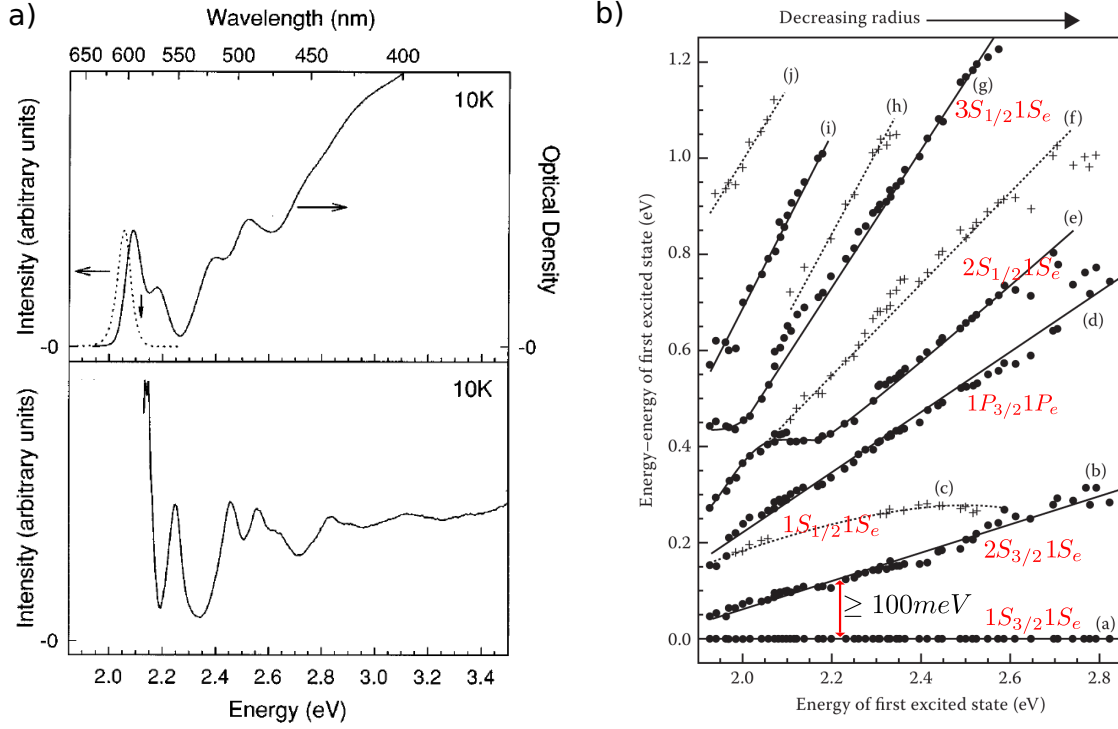 a)
Wavelength (nm)
650 600 550 500 450 400
10K
Intensity (arbitrary units)
Optical Density
-0
-0
10K
Intensity (arbitrary units)
-0
2.0 2.2 2.4 2.6 2.8 3.0 3.2 3.4
Energy (eV)
b)
Decreasing radius
1.2
1.0
0.8
0.6
0.4
0.2
0.0
Energy–energy of first excited state (eV)
(j)
(i)
(h)
(g)
3S1/21Se
(f)
(e)
2S1/21Se
(d)
1P3/21Pe
(c)
1S1/21Se
(b)
2S3/21Se
≥ 100meV
1S3/21Se
(a)
2.0 2.2 2.4 2.6 2.8
Energy of first excited state (eV)